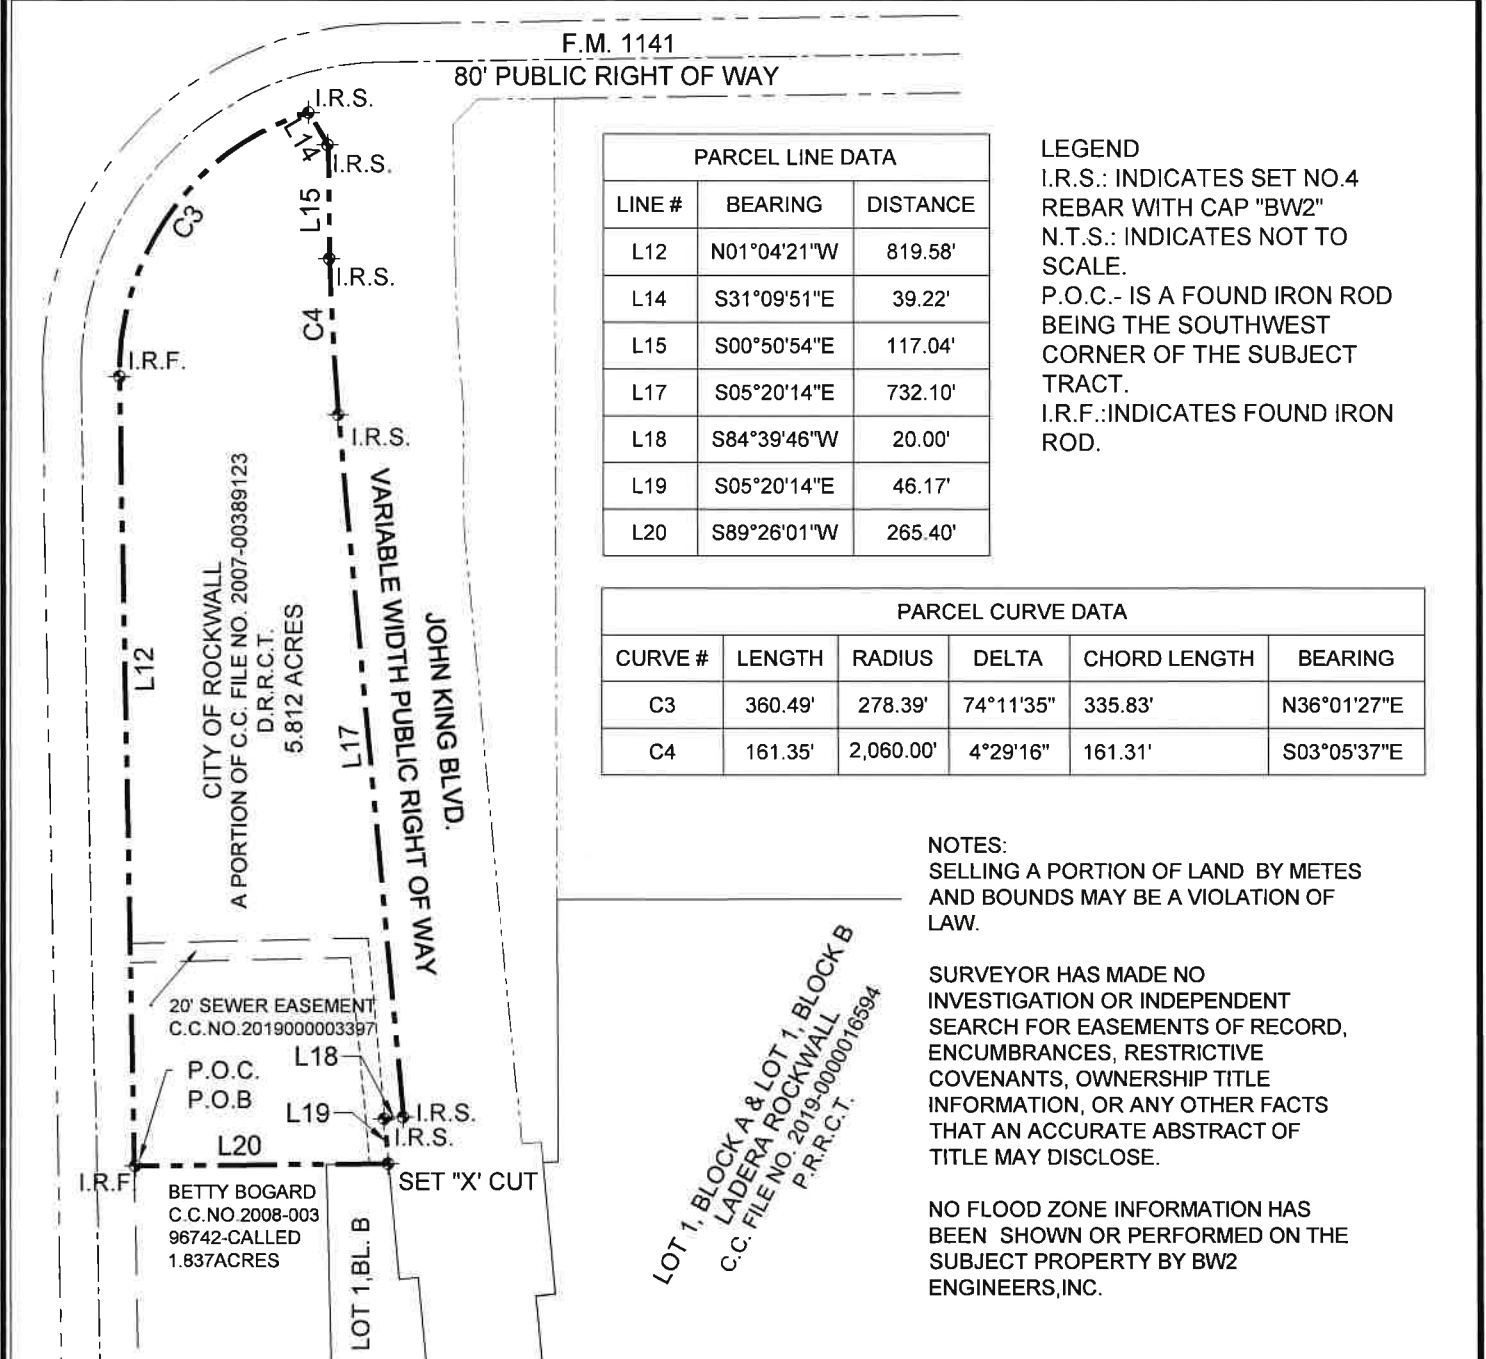 F.M. 1141
80' PUBLIC RIGHT OF WAY
I.R.S.
L14
I.R.S.
L15
C3
I.R.S.
C4
I.R.F.
I.R.S.
L12
CITY OF ROCKWALL
A PORTION OF C.C. FILE NO. 2007-00389123
D.R.R.C.T.
5.812 ACRES
L17
VARIABLE WIDTH PUBLIC RIGHT OF WAY
JOHN KING BLVD.
20' SEWER EASEMENT
C.C.NO.2019000003397
L18
P.O.C.
P.O.B
L19
I.R.S.
I.R.S.
L20
I.R.F
SET "X' CUT
BETTY BOGARD
C.C.NO.2008-003
96742-CALLED
1.837ACRES
LOT 1,BL. B
LOT 1, BLOCK A & LOT 1, BLOCK B
LADERA ROCKWALL
C.C. FILE NO. 2019-0000016594
P.R.R.C.T.
PARCEL LINE DATA
LINE # BEARING DISTANCE
L12 N01°04'21"W 819.58'
L14 S31°09'51"E 39.22'
L15 S00°50'54"E 117.04'
L17 S05°20'14"E 732.10'
L18 S84°39'46"W 20.00'
L19 S05°20'14"E 46.17'
L20 S89°26'01"W 265.40'
LEGEND
I.R.S.: INDICATES SET NO.4
REBAR WITH CAP "BW2"
N.T.S.: INDICATES NOT TO
SCALE.
P.O.C.- IS A FOUND IRON ROD
BEING THE SOUTHWEST
CORNER OF THE SUBJECT
TRACT.
I.R.F.:INDICATES FOUND IRON
ROD.
PARCEL CURVE DATA
CURVE # LENGTH RADIUS DELTA CHORD LENGTH BEARING
C3 360.49' 278.39' 74°11'35" 335.83' N36°01'27"E
C4 161.35' 2,060.00' 4°29'16" 161.31' S03°05'37"E
NOTES:
SELLING A PORTION OF LAND BY METES
AND BOUNDS MAY BE A VIOLATION OF
LAW.
SURVEYOR HAS MADE NO
INVESTIGATION OR INDEPENDENT
SEARCH FOR EASEMENTS OF RECORD,
ENCUMBRANCES, RESTRICTIVE
COVENANTS, OWNERSHIP TITLE
INFORMATION, OR ANY OTHER FACTS
THAT AN ACCURATE ABSTRACT OF
TITLE MAY DISCLOSE.
NO FLOOD ZONE INFORMATION HAS
BEEN SHOWN OR PERFORMED ON THE
SUBJECT PROPERTY BY BW2
ENGINEERS,INC.